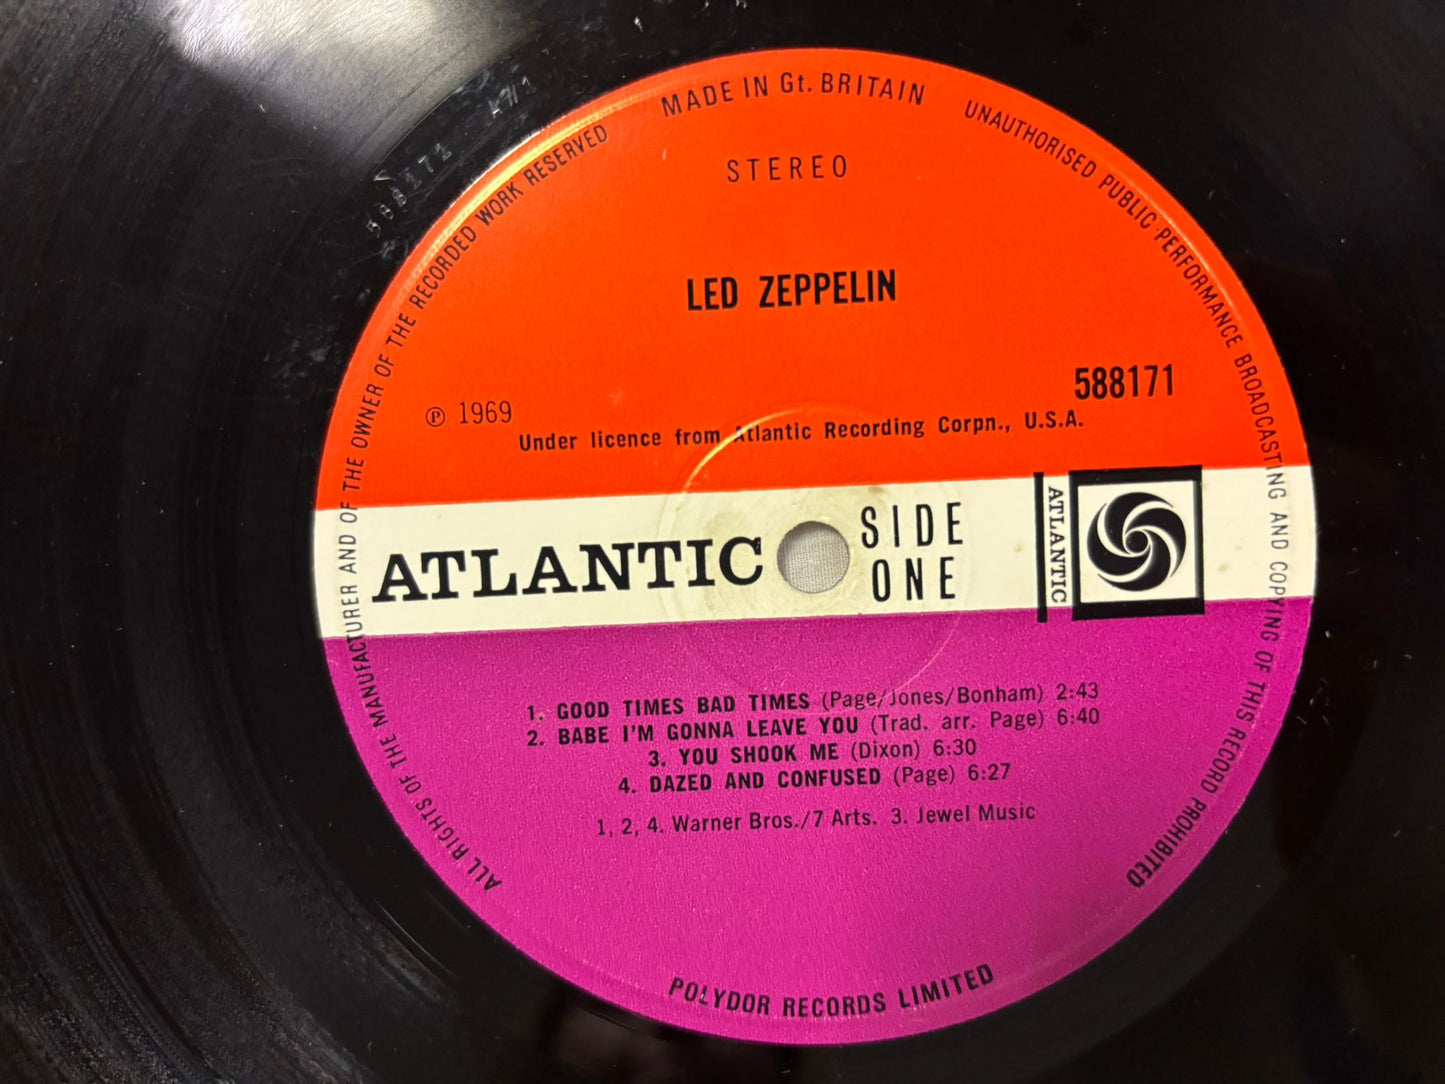 MADE IN Gt. BRITAIN
UNAUTHORISED PUBLIC PERFORMANCE BROADCASTING AND COPYING OF THIS RECORD PROHIBITED
ALL RIGHTS OF THE MANUFACTURER AND OF THE OWNER OF THE RECORDED WORK RESERVED
STEREO
LED ZEPPELIN
588171
℗ 1969
Under licence from Atlantic Recording Corpn., U.S.A.
ATLANTIC
SIDE
ONE
ATLANTIC
1. GOOD TIMES BAD TIMES (Page/Jones/Bonham) 2:43
2. BABE I'M GONNA LEAVE YOU (Trad. arr. Page) 6:40
3. YOU SHOOK ME (Dixon) 6:30
4. DAZED AND CONFUSED (Page) 6:27
1, 2, 4. Warner Bros./7 Arts. 3. Jewel Music
POLYDOR RECORDS LIMITED